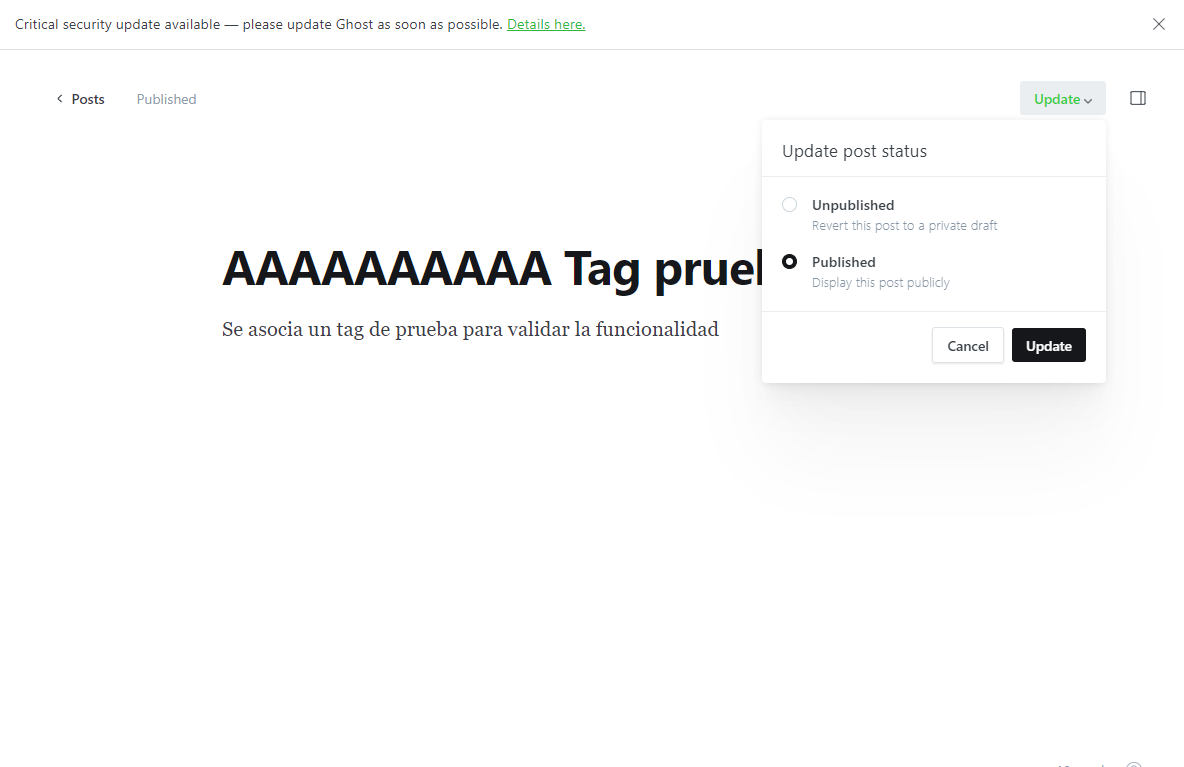 Critical security update available — please update Ghost as soon as possible. Details here.
Posts Published Update
Update post status
Unpublished
Revert this post to a private draft
Published
Display this post publicly
Cancel Update
AAAAAAAAAA Tag
Se asocia un tag de prueba para validar la funcionalidad